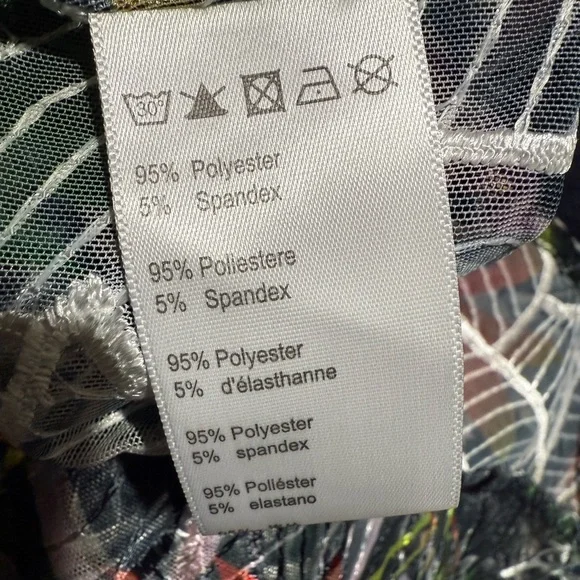 30°
95% Polyester
5% Spandex
95% Poliestere
5% Spandex
95% Polyester
5% d'élasthanne
95% Polyester
5% spandex
95% Poliéster
5% elastano